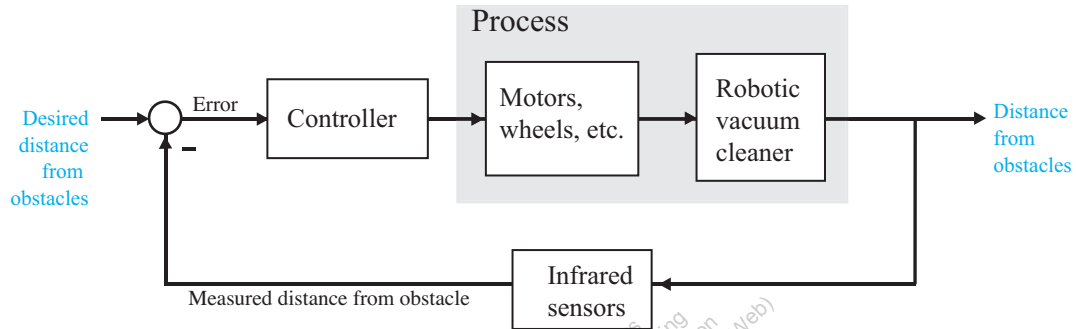 Process
Desired
distance
from
obstacles
Error
−
Controller
Motors,
wheels, etc.
Robotic
vacuum
cleaner
Distance
from
obstacles
Infrared
sensors
Measured distance from obstacle
Web)